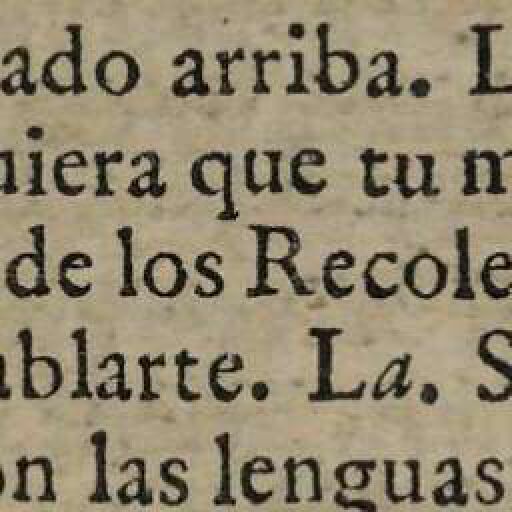 ado arriba. L
uiera que tu m
de los Recole
ablarte. La. S
on las lenguas